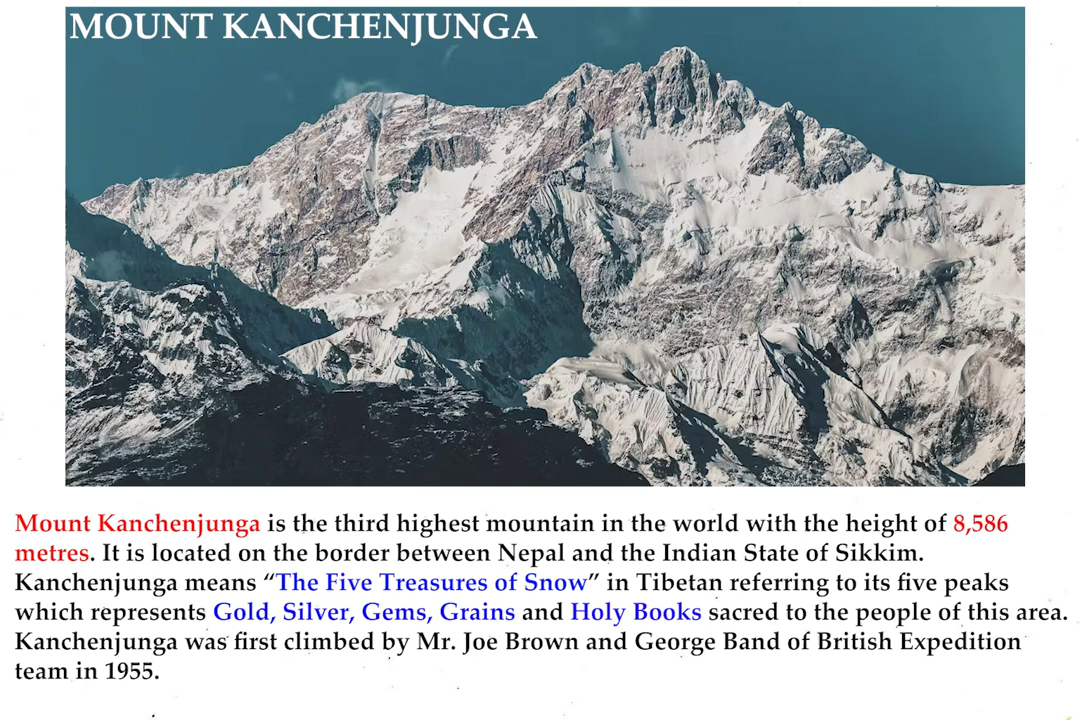 MOUNT KANCHENJUNGA
Mount Kanchenjunga is the third highest mountain in the world with the height of 8,586
metres. It is located on the border between Nepal and the Indian State of Sikkim.
Kanchenjunga means “The Five Treasures of Snow” in Tibetan referring to its five peaks
which represents Gold, Silver, Gems, Grains and Holy Books sacred to the people of this area.
Kanchenjunga was first climbed by Mr. Joe Brown and George Band of British Expedition
team in 1955.